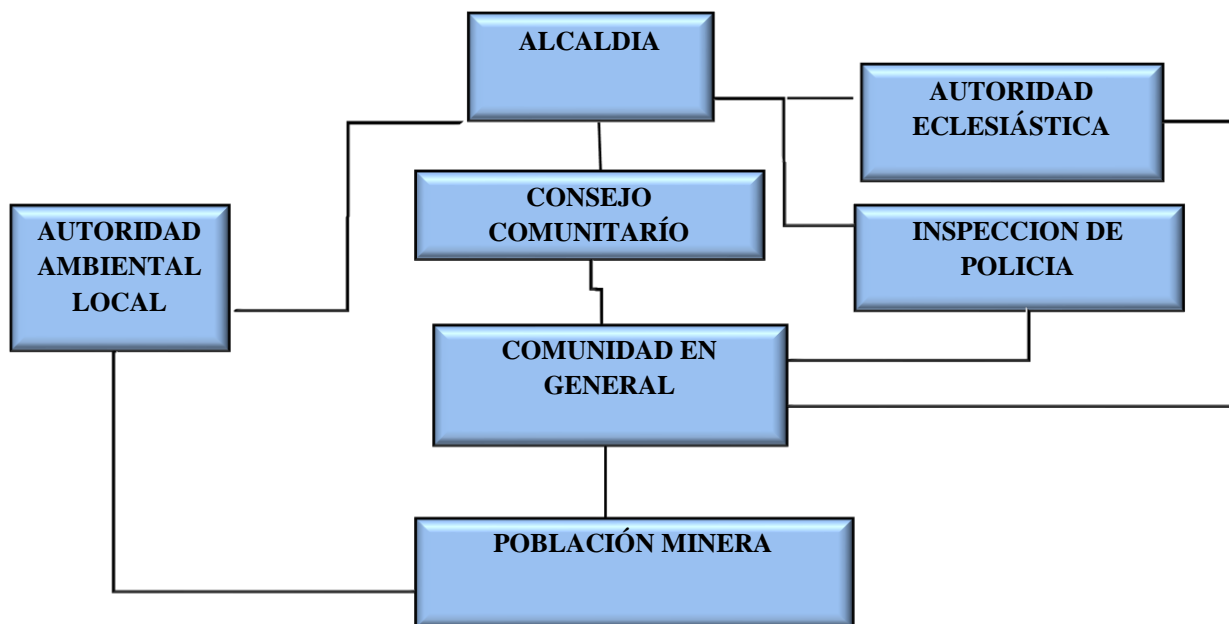 ALCALDIA
AUTORIDAD
ECLESIÁSTICA
CONSEJO
COMUNITARÍO
AUTORIDAD
AMBIENTAL
LOCAL
INSPECCION DE
POLICIA
COMUNIDAD EN
GENERAL
POBLACIÓN MINERA